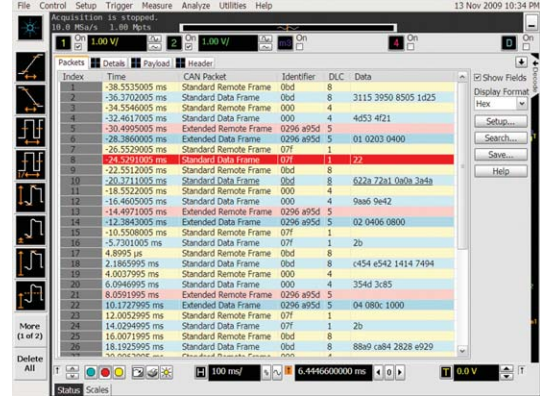 File Control Setup Trigger Measure Analyze Utilities Help 13 Nov 2009 10:34 PM
Acquisition is stopped.
10.0 MSa/s 1.00 Mpts
1 On 1.00 V/ 2 On 1.00 V/ On 4 On D On
Packets Details Payload Header
Index Time CAN Packet Identifier DLC Data
1 -38.5535005 ms Standard Remote Frame 0bd 8
2 -36.3702005 ms Standard Data Frame 0bd 8 3115 3950 8505 1d25
3 -34.5546005 ms Standard Remote Frame 000 4
4 -32.4617005 ms Standard Data Frame 000 4 4d53 4f21
5 -30.4995005 ms Extended Remote Frame 0296 a95d 5
6 -28.3860005 ms Extended Data Frame 0296 a95d 5 01 0203 0400
7 -26.5529005 ms Standard Remote Frame 07f 1
8 -24.5291005 ms Standard Data Frame 07f 1 22
9 -22.5512005 ms Standard Remote Frame 0bd 8
10 -20.3711005 ms Standard Data Frame 0bd 8 622a 72a1 0a0a 3a4a
11 -18.5522005 ms Standard Remote Frame 000 4
12 -16.4605005 ms Standard Data Frame 000 4 9aa6 9e42
13 -14.4971005 ms Extended Remote Frame 0296 a95d 5
14 -12.3843005 ms Extended Data Frame 0296 a95d 5 02 0406 0800
15 -10.5508005 ms Standard Remote Frame 07f 1
16 -5.7301005 ms Standard Data Frame 07f 1 2b
17 4.8995 µs Standard Remote Frame 0bd 8
18 2.1865995 ms Standard Data Frame 0bd 8 c454 e542 1414 7494
19 4.0037995 ms Standard Remote Frame 000 4
20 6.0946995 ms Standard Data Frame 000 4 354d 3c85
21 8.0591995 ms Extended Remote Frame 0296 a95d 5
22 10.1727995 ms Extended Data Frame 0296 a95d 5 04 080c 1000
23 12.0052995 ms Standard Remote Frame 07f 1
24 14.0294995 ms Standard Data Frame 07f 1 2b
25 16.0071995 ms Standard Remote Frame 0bd 8
26 18.1925995 ms Standard Data Frame 0bd 8 88a9 ca84 2828 e929
Show Fields
Display Format
Hex
Setup...
Search...
Save...
Help
Decode
More
(1 of 2)
Delete
All
H 100 ms/ 6.4446600000 ms 0 T 0.0 V
Status Scales